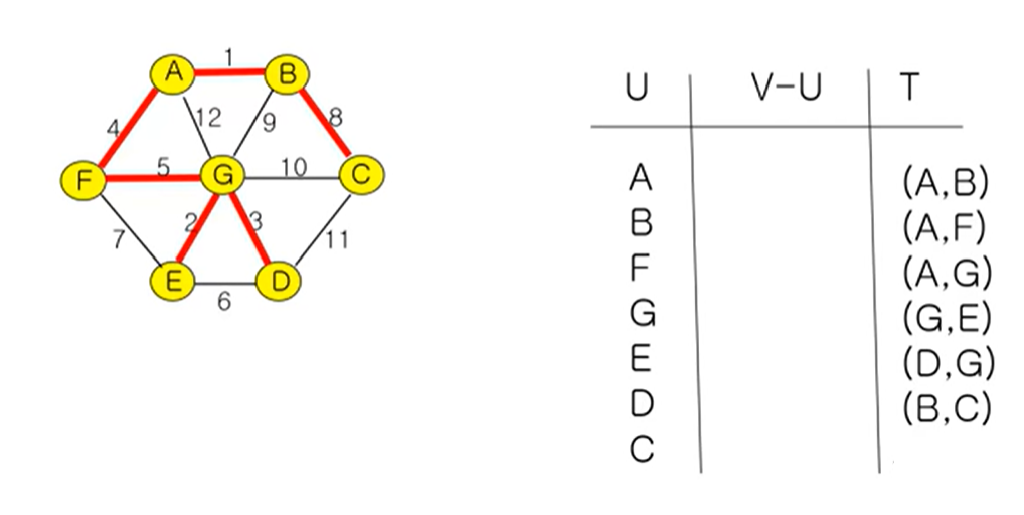 1
A
B
12
9
8
4
5
10
F
G
C
2
3
7
11
E
D
6
U V-U T
A (A,B)
B (A,F)
F (A,G)
G (G,E)
E (D,G)
D (B,C)
C